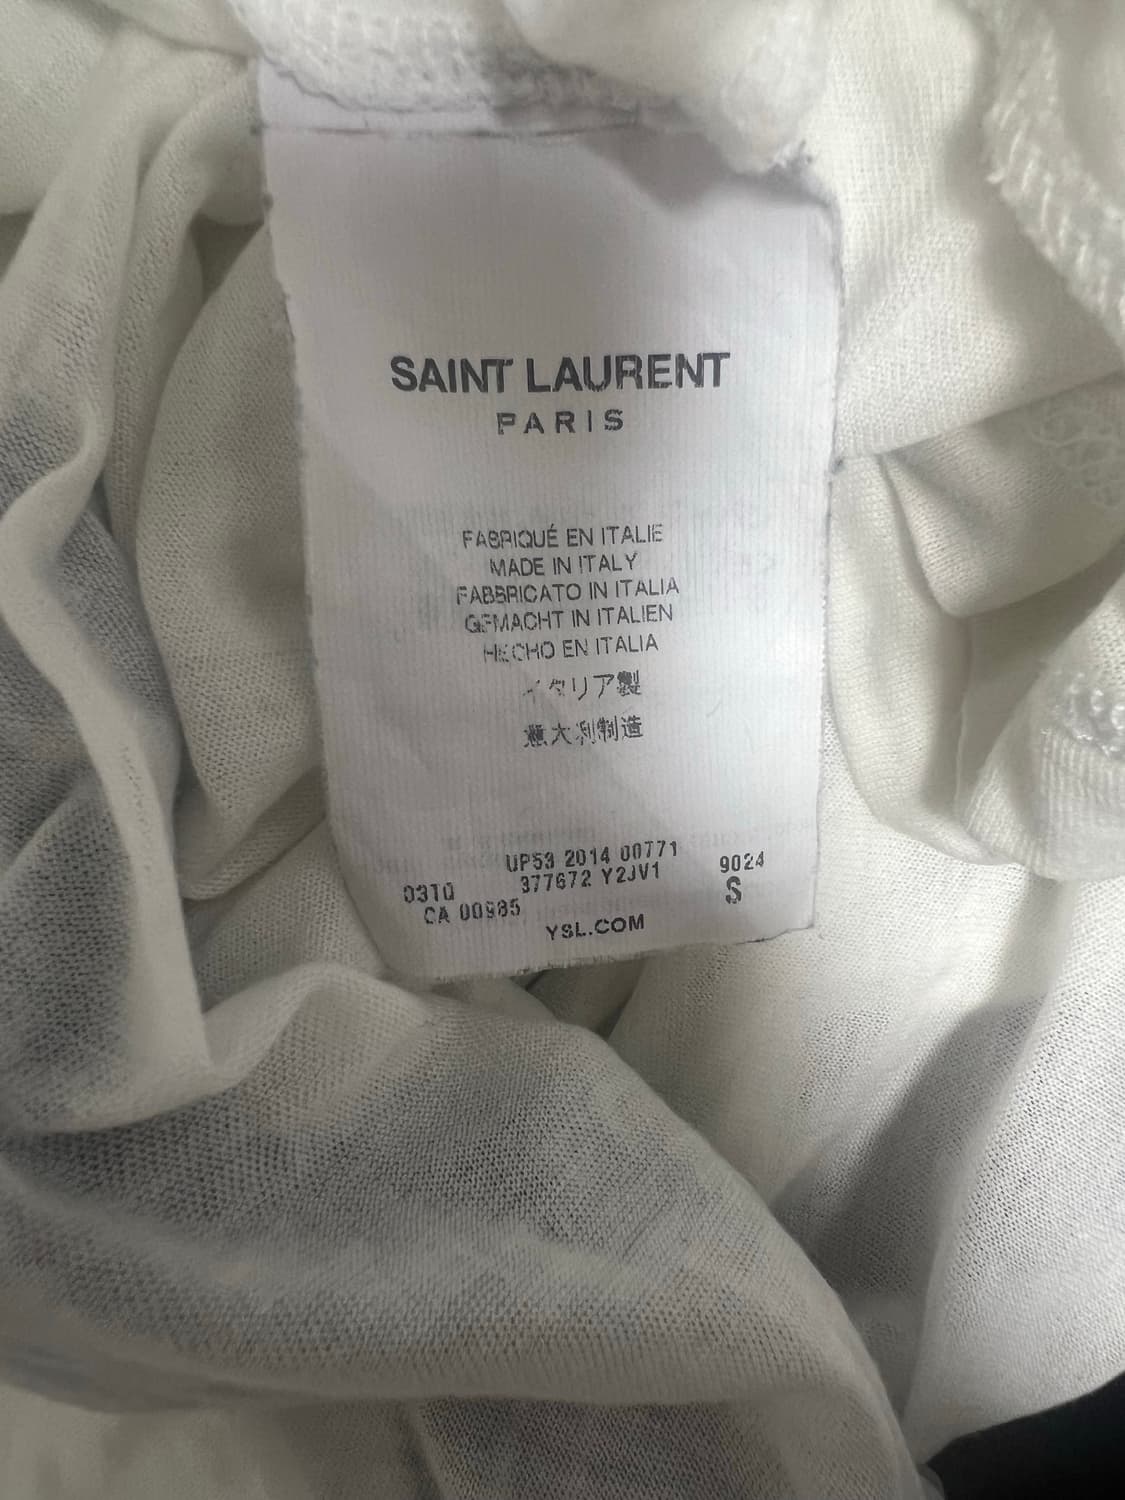 SAINT LAURENT
PARIS
FABRIQUÉ EN ITALIE
MADE IN ITALY
FABBRICATO IN ITALIA
GEMACHT IN ITALIEN
HECHO EN ITALIA
イタリア製
意大利制造
UP53 2014 00771
377672 Y2JV1
9024
S
031Q
CA 00985
YSL.COM